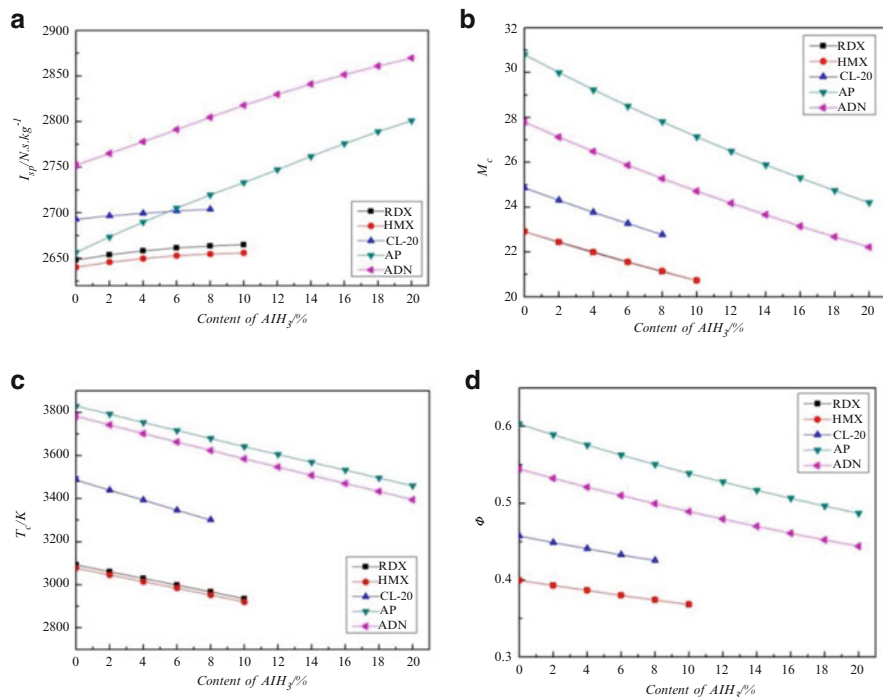 a
I_sp/N.s.kg^-1
2900
2850
2800
2750
2700
2650
RDX
HMX
CL-20
AP
ADN
0 2 4 6 8 10 12 14 16 18 20
Content of AlH_3/%
b
M_c
32
30
28
26
24
22
20
RDX
HMX
CL-20
AP
ADN
0 2 4 6 8 10 12 14 16 18 20
Content of AlH_3/%
c
T_c/K
3800
3600
3400
3200
3000
2800
RDX
HMX
CL-20
AP
ADN
0 2 4 6 8 10 12 14 16 18 20
Content of AlH_3/%
d
Φ
0.6
0.5
0.4
0.3
RDX
HMX
CL-20
AP
ADN
0 2 4 6 8 10 12 14 16 18 20
Content of AlH_3/%